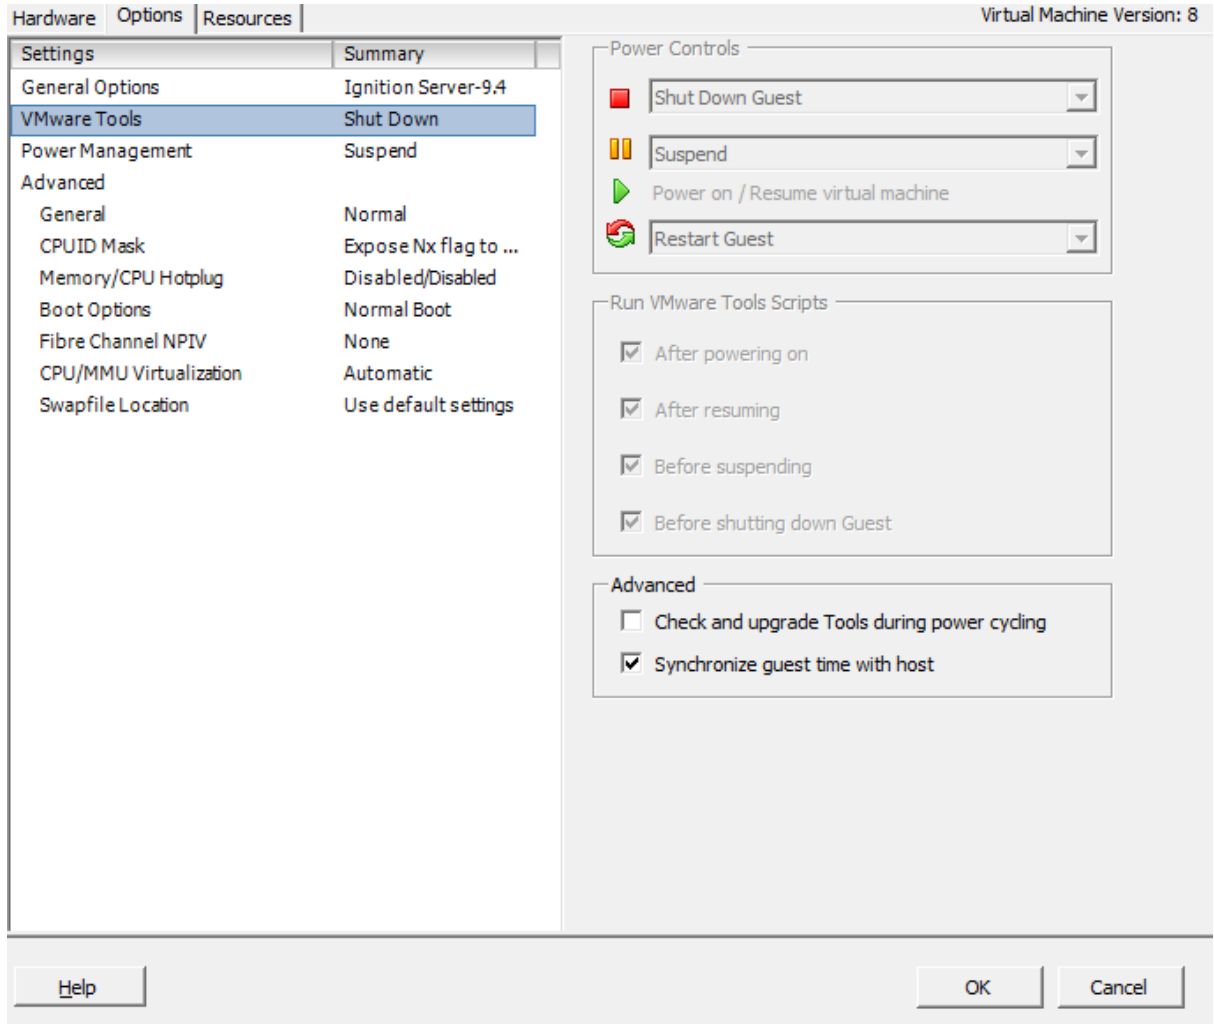 Hardware Options Resources Virtual Machine Version: 8
Settings Summary
General Options Ignition Server-9.4
VMware Tools Shut Down
Power Management Suspend
Advanced
General Normal
CPUID Mask Expose Nx flag to ...
Memory/CPU Hotplug Disabled/Disabled
Boot Options Normal Boot
Fibre Channel NPIV None
CPU/MMU Virtualization Automatic
Swapfile Location Use default settings
Power Controls
Shut Down Guest
Suspend
Power on / Resume virtual machine
Restart Guest
Run VMware Tools Scripts
After powering on
After resuming
Before suspending
Before shutting down Guest
Advanced
Check and upgrade Tools during power cycling
Synchronize guest time with host
Help OK Cancel